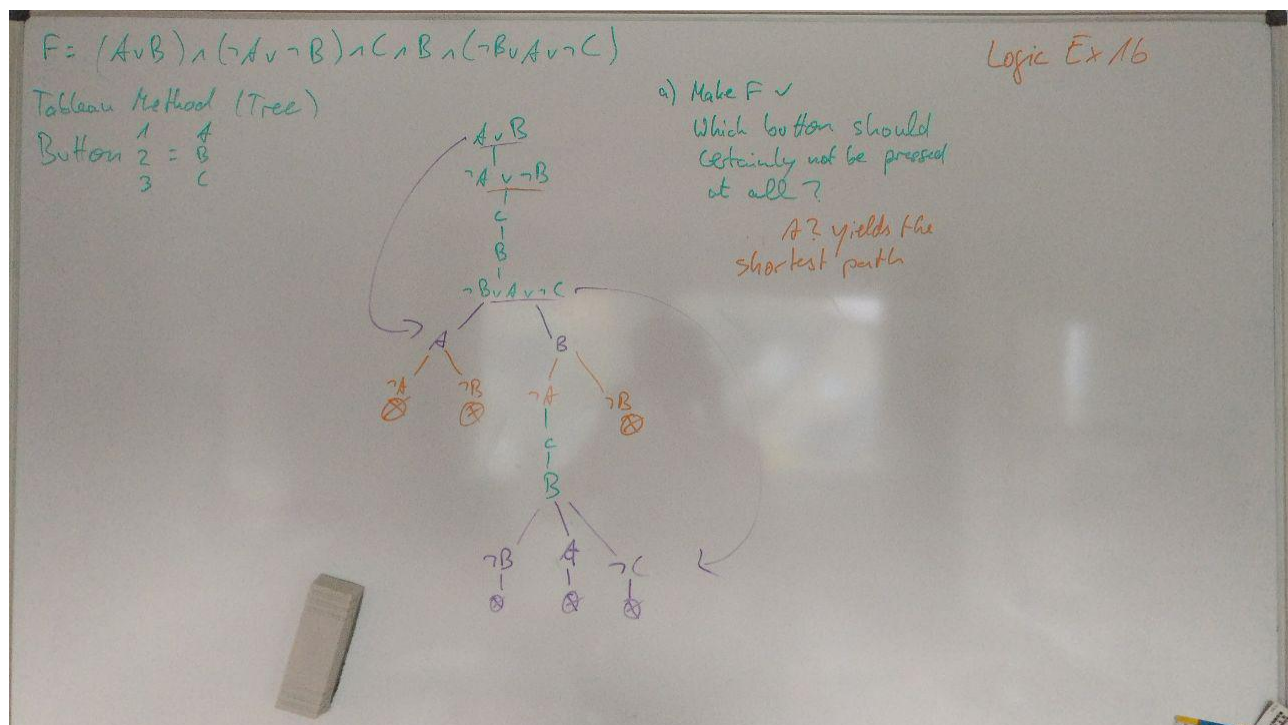 F = (A∨B) ∧ (¬A∨¬B) ∧ C ∧ B ∧ (¬B∨A∨¬C)
Logic Ex 16
Tableau Method (Tree)
Button 1 = A
2 B
3 C
a) Make F ✓
Which button should
certainly not be pressed
at all?
A? yields the
shortest path
A∨B
¬A∨¬B
C
B
¬B∨A∨¬C
A B
¬A ¬B ¬A ¬B
C
B
¬B A ¬C